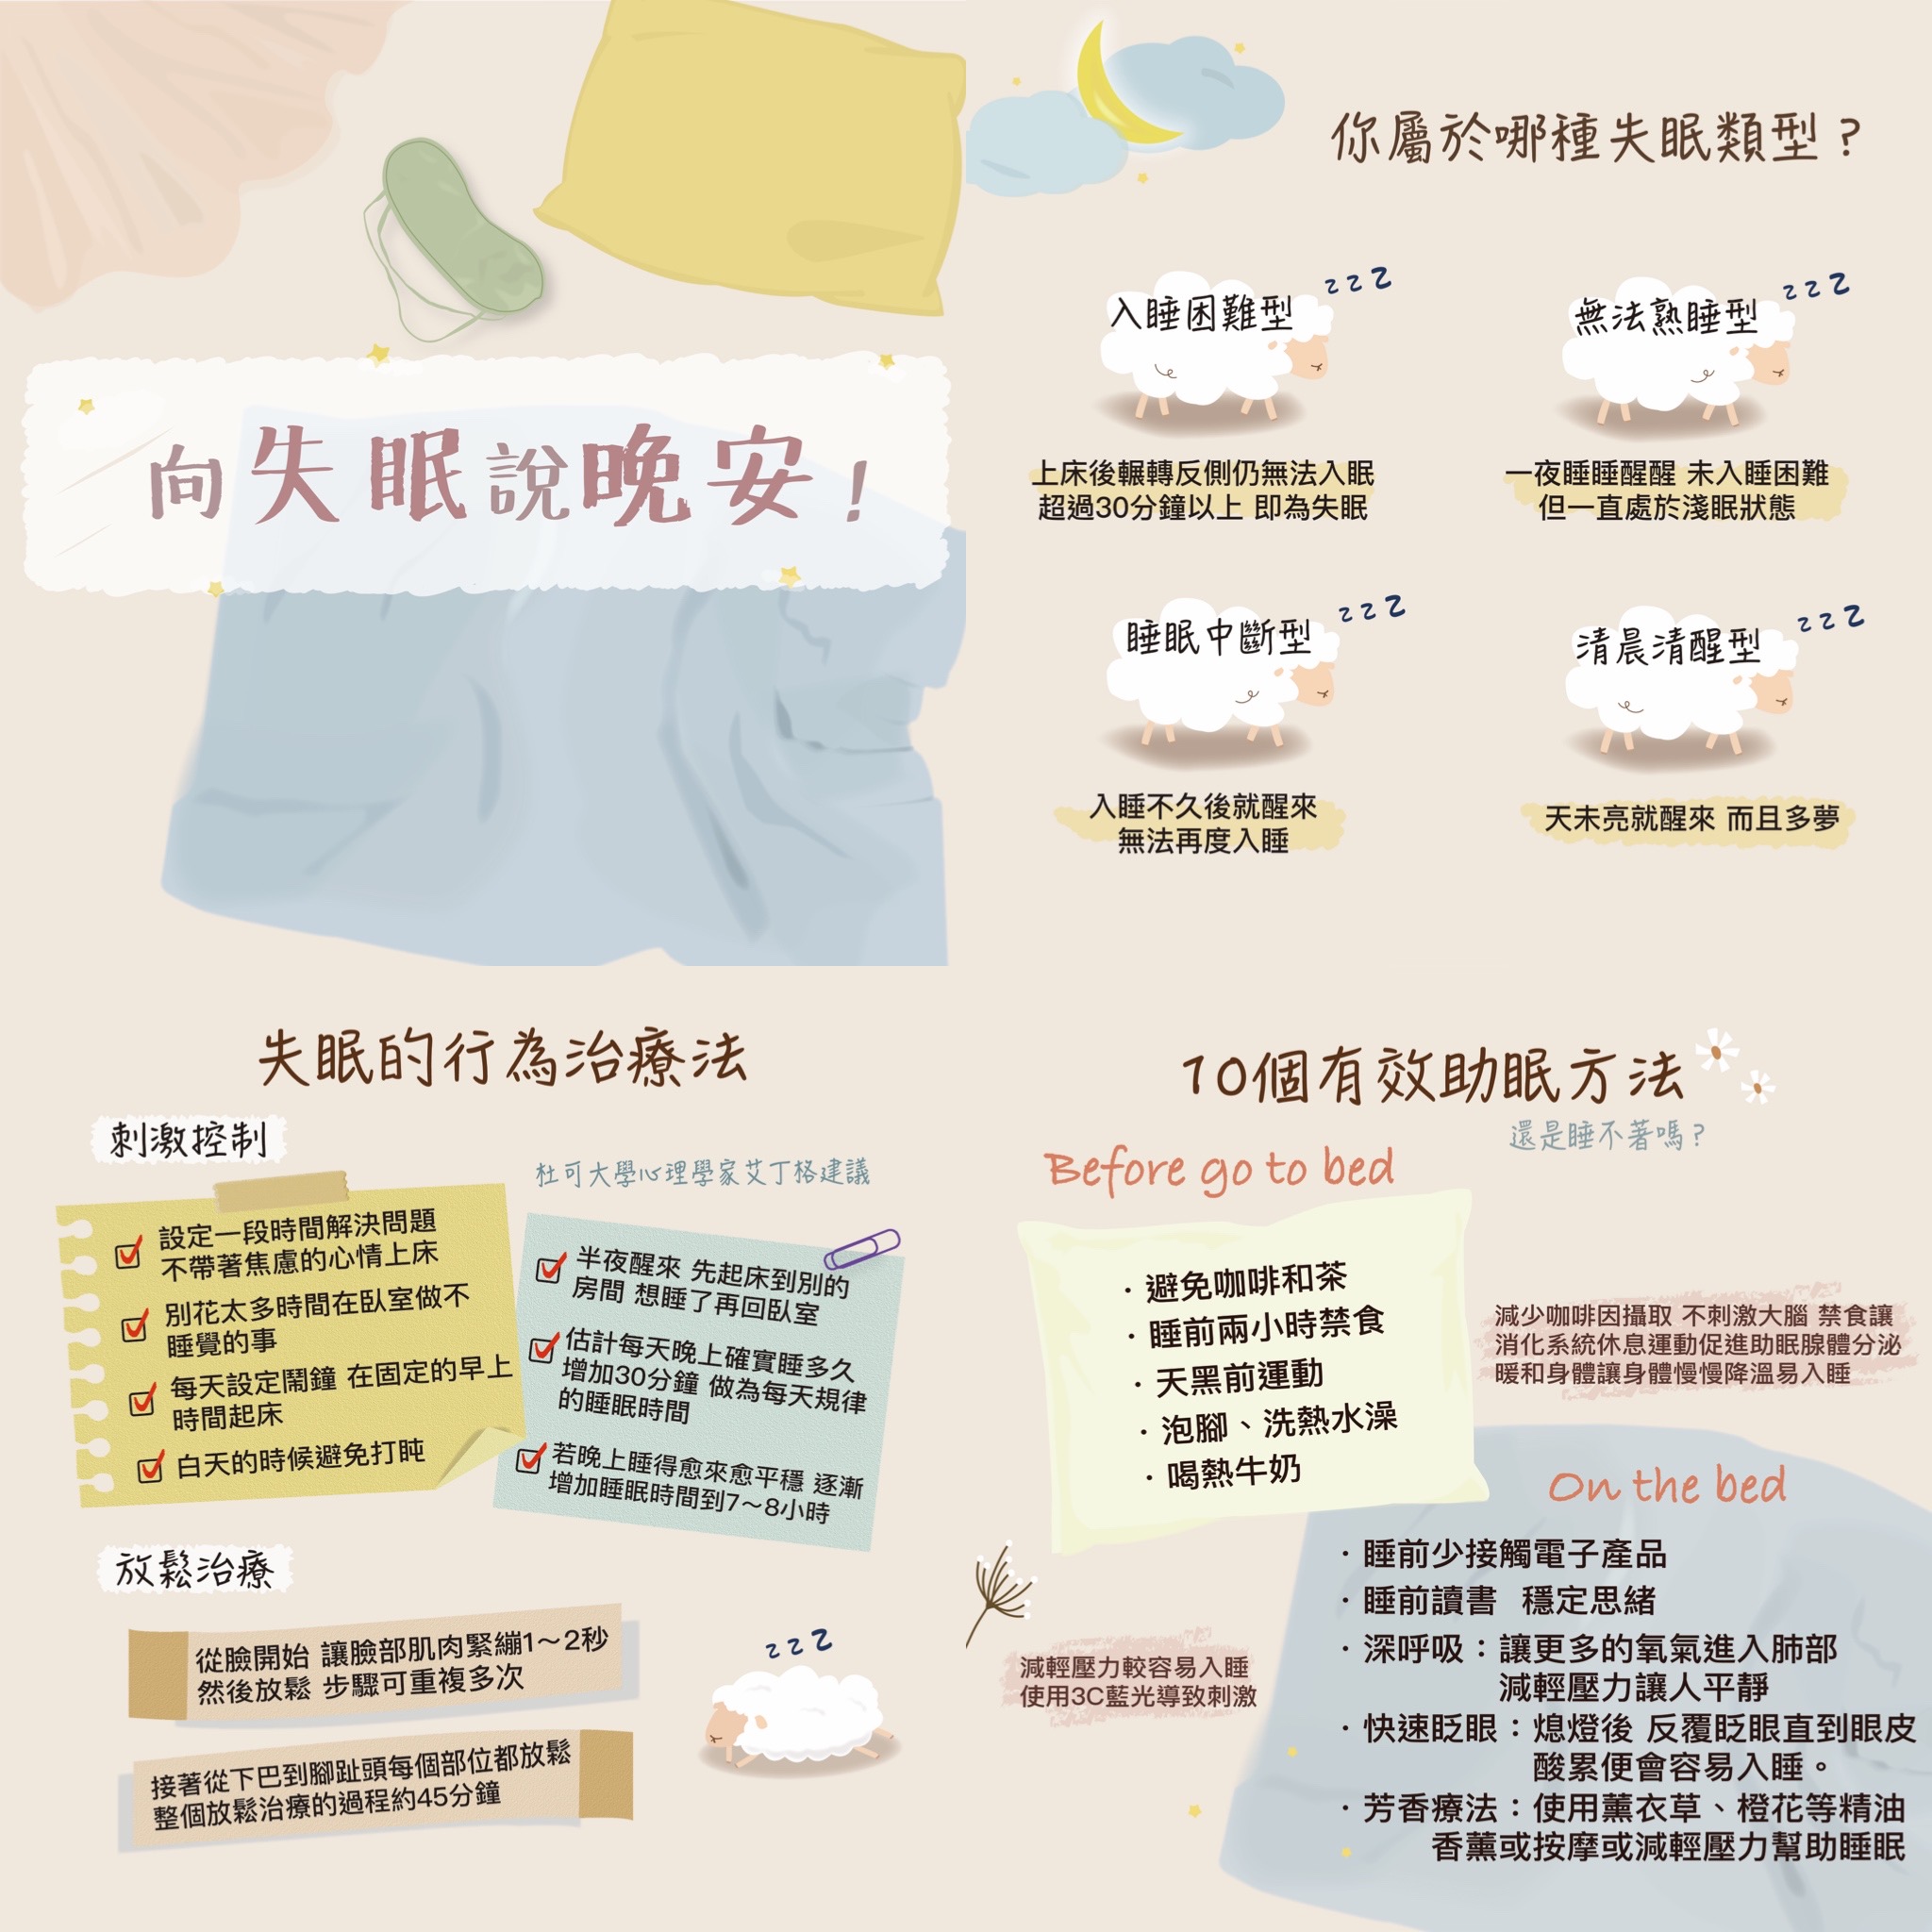 向失眠說晚安！
你屬於哪種失眠類型？
zzz
入睡困難型
上床後輾轉反側仍無法入眠
超過30分鐘以上 即為失眠
zzz
無法熟睡型
一夜睡睡醒醒 未入睡困難
但一直處於淺眠狀態
zzz
睡眠中斷型
入睡不久後就醒來
無法再度入睡
zzz
清晨清醒型
天未亮就醒來 而且多夢
失眠的行為治療法
刺激控制
杜可大學心理學家艾丁格建議
設定一段時間解決問題
不帶著焦慮的心情上床
別花太多時間在臥室做不
睡覺的事
每天設定鬧鐘 在固定的早上
時間起床
白天的時候避免打盹
半夜醒來 先起床到別的
房間 想睡了再回臥室
估計每天晚上確實睡多久
增加30分鐘 做為每天規律
的睡眠時間
若晚上睡得愈來愈平穩 逐漸
增加睡眠時間到7～8小時
放鬆治療
從臉開始 讓臉部肌肉緊繃1～2秒
然後放鬆 步驟可重複多次
接著從下巴到腳趾頭每個部位都放鬆
整個放鬆治療的過程約45分鐘
zzz
10個有效助眠方法
還是睡不著嗎？
Before go to bed
·避免咖啡和茶
·睡前兩小時禁食
·天黑前運動
·泡腳、洗熱水澡
·喝熱牛奶
減少咖啡因攝取 不刺激大腦 禁食讓
消化系統休息運動促進助眠腺體分泌
暖和身體讓身體慢慢降溫易入睡
On the bed
·睡前少接觸電子產品
·睡前讀書 穩定思緒
·深呼吸：讓更多的氧氣進入肺部
減輕壓力讓人平靜
·快速眨眼：熄燈後 反覆眨眼直到眼皮
酸累便會容易入睡。
·芳香療法：使用薰衣草、橙花等精油
香薰或按摩或減輕壓力幫助睡眠
減輕壓力較容易入睡
使用3C藍光導致刺激